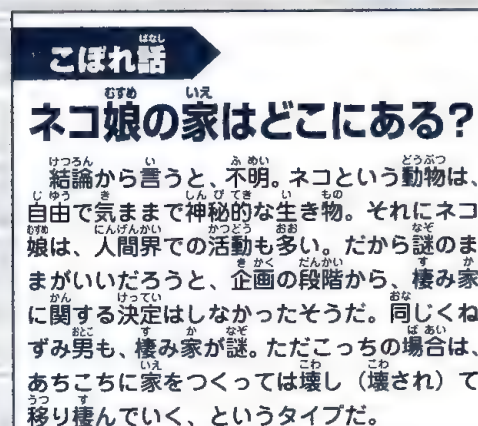 こぼれ話
ネコ娘の家はどこにある?
結論から言うと、不明。ネコという動物は、
自由で気ままで神秘的な生き物。それにネコ
娘は、人間界での活動も多い。だから謎のま
まがいいだろうと、企画の段階から、棲み家
に関する決定はしなかったそうだ。同じくね
ずみ男も、棲み家が謎。ただこっちの場合は、
あちこちに家をつくっては壊し（壊され）て
移り棲んでいく、というタイプだ。